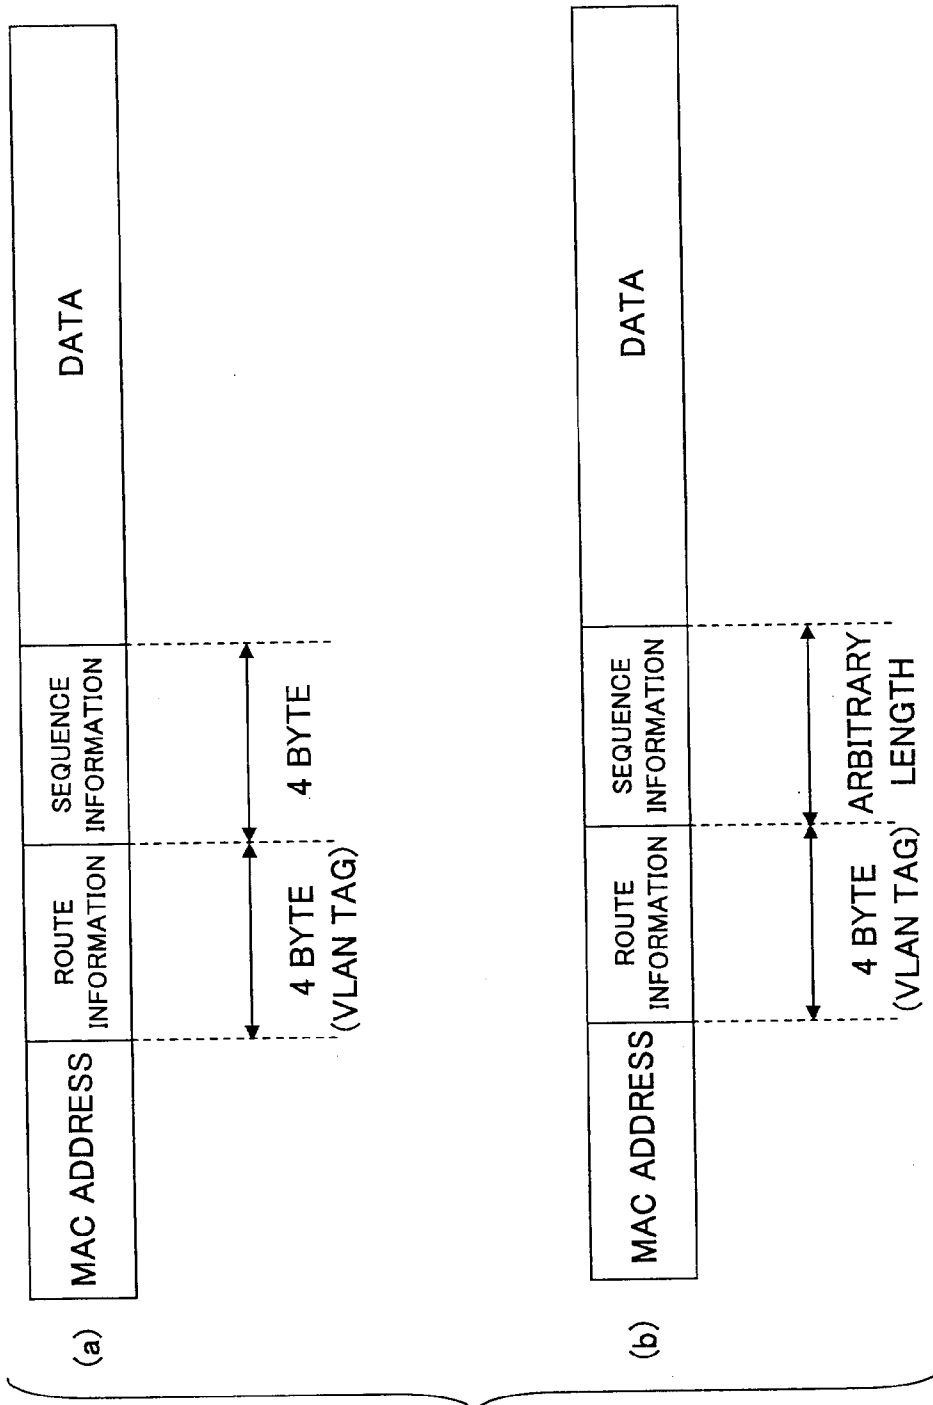 (a)
MAC ADDRESS
ROUTE
INFORMATION
SEQUENCE
INFORMATION
DATA
4 BYTE
(VLAN TAG)
4 BYTE
(b)
MAC ADDRESS
ROUTE
INFORMATION
SEQUENCE
INFORMATION
DATA
4 BYTE
(VLAN TAG)
ARBITRARY
LENGTH